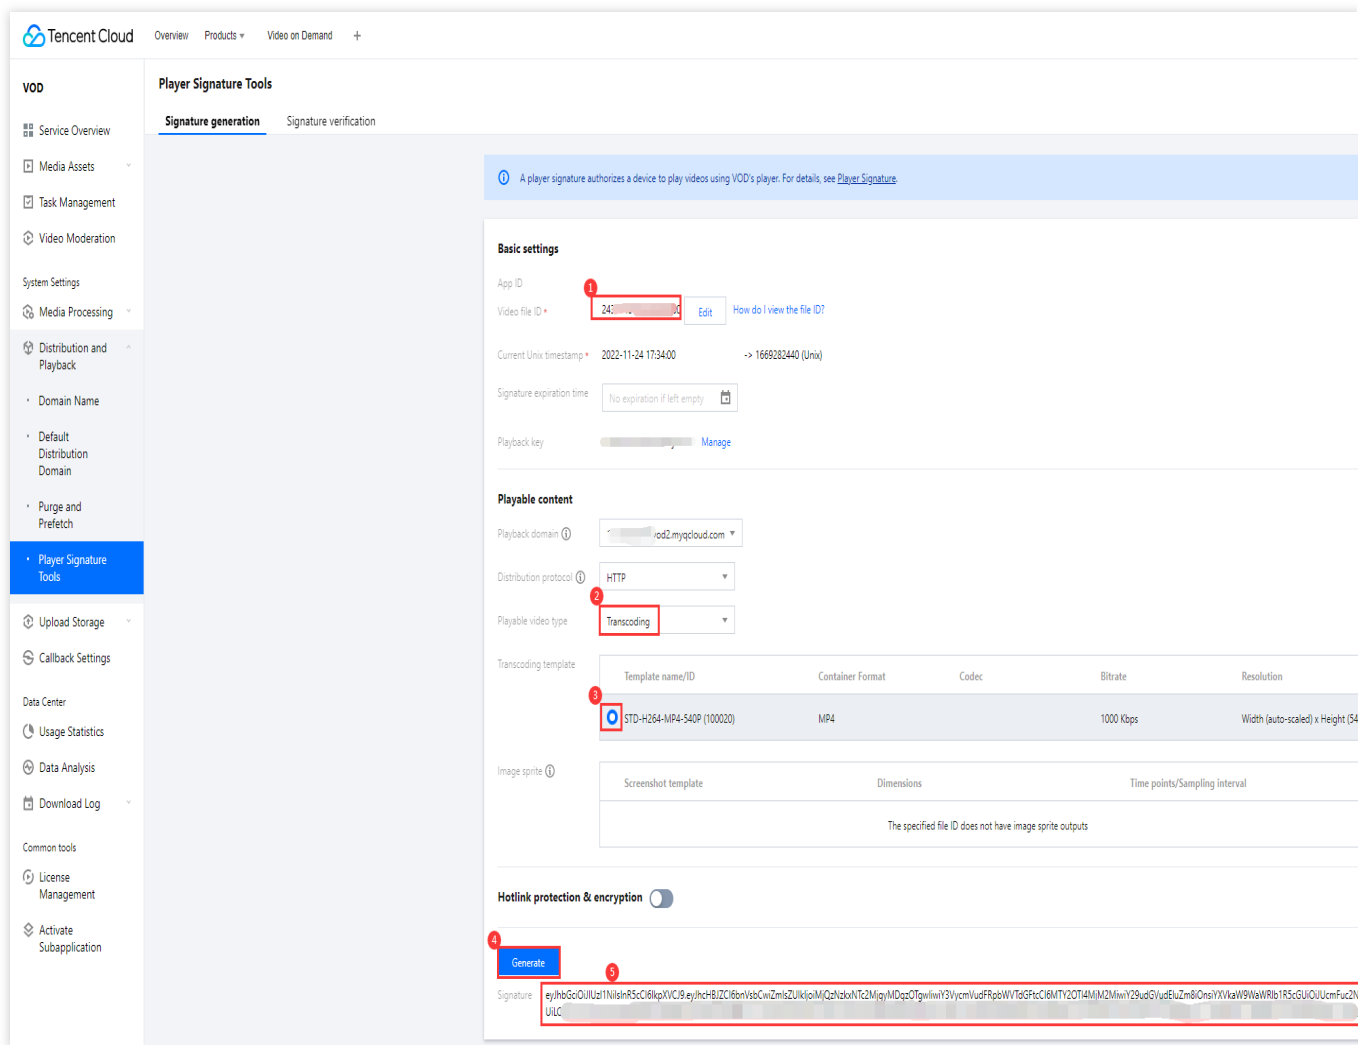 Tencent Cloud Overview Products Video on Demand +
VOD
Service Overview
Media Assets
Task Management
Video Moderation
System Settings
Media Processing
Distribution and
Playback
Domain Name
Default
Distribution
Domain
Purge and
Prefetch
Player Signature
Tools
Upload Storage
Callback Settings
Data Center
Usage Statistics
Data Analysis
Download Log
Common tools
License
Management
Activate
Subapplication
Player Signature Tools
Signature generation Signature verification
A player signature authorizes a device to play videos using VOD's player. For details, see Player Signature.
Basic settings
App ID
1
Video file ID * Edit How do I view the file ID?
Current Unix timestamp * 2022-11-24 17:34:00 -> 1669282440 (Unix)
Signature expiration time No expiration if left empty
Playback key Manage
Playable content
Playback domain vod2.myqcloud.com
Distribution protocol HTTP
2
Playable video type Transcoding
Transcoding template
Template name/ID Container Format Codec Bitrate Resolution
3
STD-H264-MP4-540P (100020) MP4 1000 Kbps Width (auto-scaled) x Height (54
Image sprite
Screenshot template Dimensions Time points/Sampling interval
The specified file ID does not have image sprite outputs
Hotlink protection & encryption
4
Generate
5
Signature